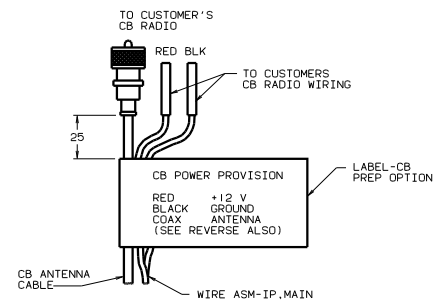 TO CUSTOMER'S
CB RADIO
RED BLK
TO CUSTOMERS
CB RADIO WIRING
25
CB POWER PROVISION
RED +12 V
BLACK GROUND
COAX ANTENNA
(SEE REVERSE ALSO)
LABEL-CB
PREP OPTION
CB ANTENNA
CABLE
WIRE ASM-IP,MAIN